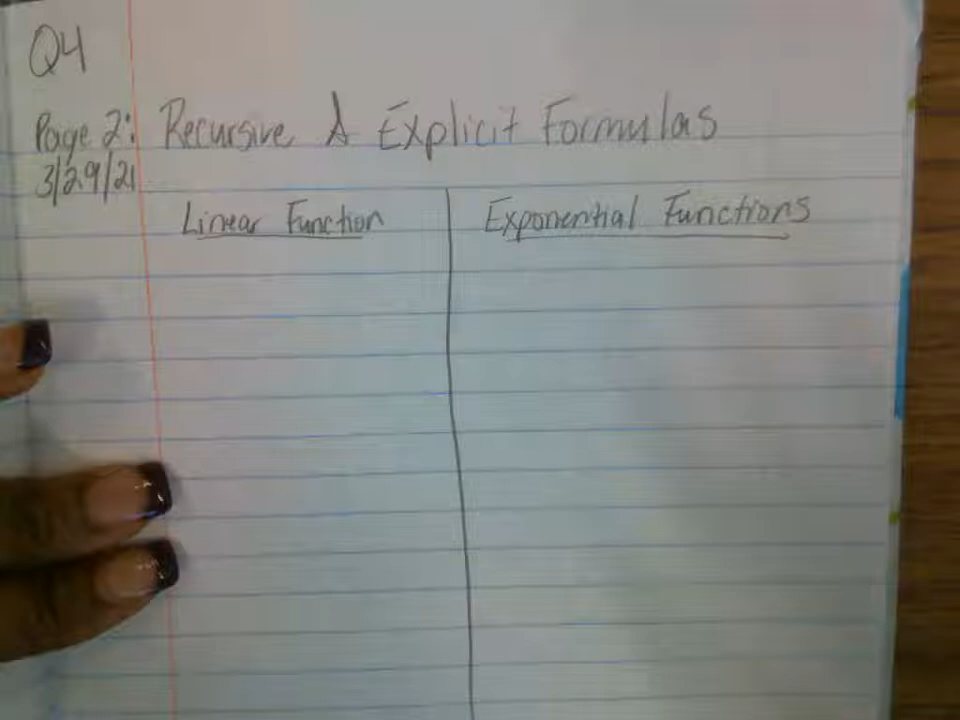 Q4
Page 2: Recursive & Explicit Formulas
3/29/21
Linear Function
Exponential Functions